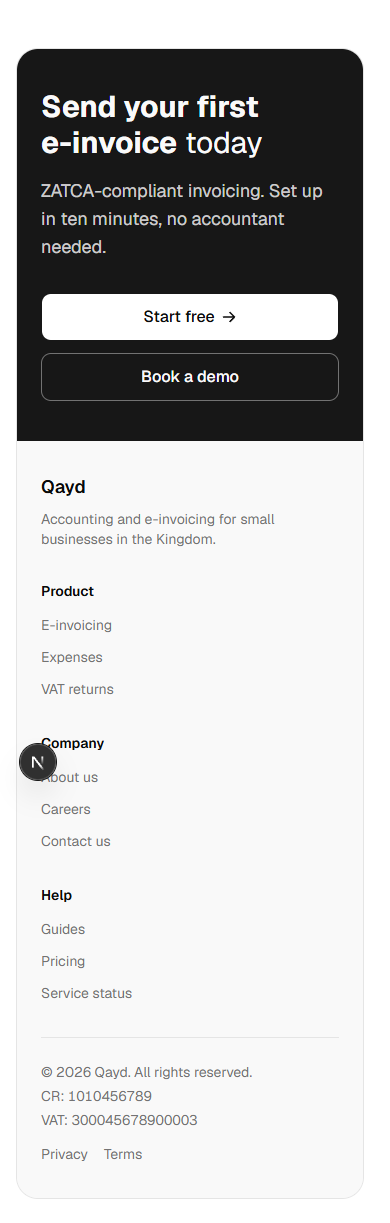 Send your first
e-invoice today
ZATCA-compliant invoicing. Set up
in ten minutes, no accountant
needed.
Start free →
Book a demo
Qayd
Accounting and e-invoicing for small
businesses in the Kingdom.
Product
E-invoicing
Expenses
VAT returns
Company
N
About us
Careers
Contact us
Help
Guides
Pricing
Service status
© 2026 Qayd. All rights reserved.
CR: 1010456789
VAT: 300045678900003
Privacy Terms